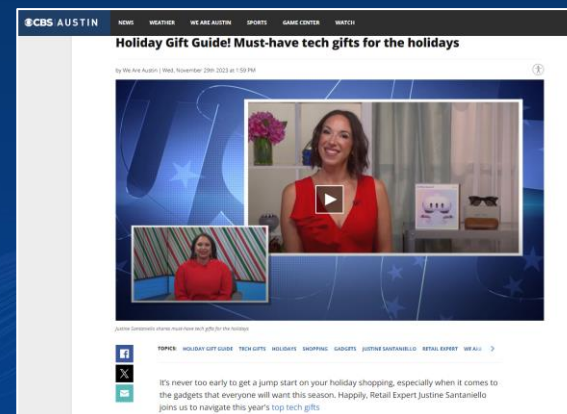 CBS AUSTIN
NEWS WEATHER WE ARE AUSTIN SPORTS GAME CENTER WATCH
Holiday Gift Guide! Must-have tech gifts for the holidays
by We Are Austin | Wed, November 29th 2023 at 1:59 PM
Justine Santaniello shares must-have tech gifts for the holidays
TOPICS: HOLIDAY GIFT GUIDE TECH GIFTS HOLIDAYS SHOPPING GADGETS JUSTINE SANTANIELLO RETAIL EXPERT
It's never too early to get a jump start on your holiday shopping, especially when it comes to
the gadgets that everyone will want this season. Happily, Retail Expert Justine Santaniello
joins us to navigate this year's top tech gifts